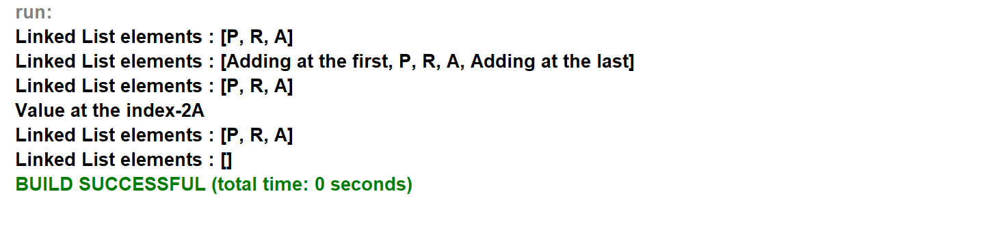 run:
Linked List elements : [P, R, A]
Linked List elements : [Adding at the first, P, R, A, Adding at the last]
Linked List elements : [P, R, A]
Value at the index-2A
Linked List elements : [P, R, A]
Linked List elements : []
BUILD SUCCESSFUL (total time: 0 seconds)